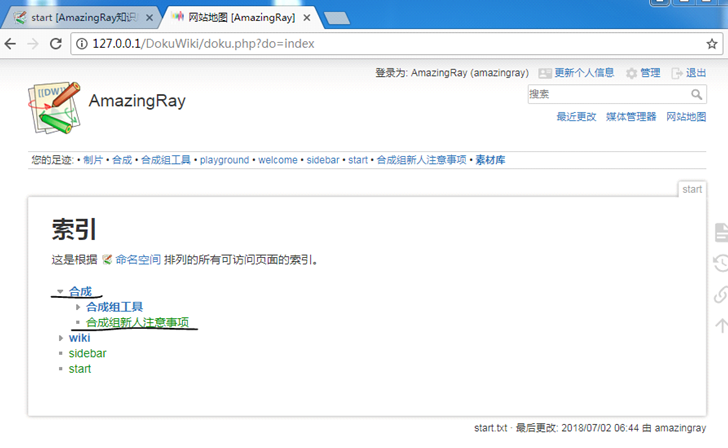 start [AmazingRay知识
网站地图 [AmazingRay]
127.0.0.1/DokuWiki/doku.php?do=index
登录为: AmazingRay (amazingray) 更新个人信息 管理 退出
[[DW]]
AmazingRay
搜索
最近更改 媒体管理器 网站地图
您的足迹: • 制片 • 合成 • 合成组工具 • playground • welcome • sidebar • start • 合成组新人注意事项 • 素材库
start
索引
这是根据 命名空间 排列的所有可访问页面的索引。
合成
合成组工具
合成组新人注意事项
wiki
sidebar
start
start.txt · 最后更改: 2018/07/02 06:44 由 amazingray